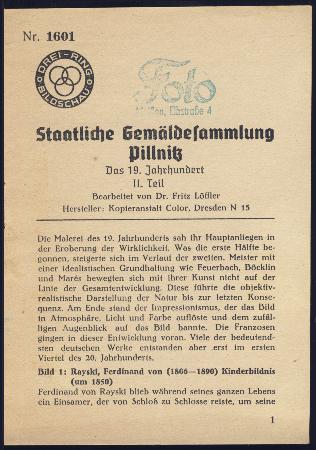 Nr. 1601
DREI-RING
BILDSCHAU
Foto
Elbstraße 4
Staatliche Gemäldesammlung
Pillnitz
Das 19. Jahrhundert
II. Teil
Bearbeitet von Dr. Fritz Löffler
Hersteller: Kopieranstalt Color, Dresden N 15
Die Malerei des 19. Jahrhunderts sah ihr Hauptanliegen in
der Eroberung der Wirklichkeit. Was die erste Hälfte be-
gonnen, steigerte sich im Verlauf der zweiten. Meister mit
einer idealistischen Grundhaltung wie Feuerbach, Böcklin
und Marés bewegten sich mit ihrer Kunst nicht auf der
Linie der Gesamtentwicklung. Diese führte die objektiv-
realistische Darstellung der Natur bis zur letzten Konse-
quenz. Am Ende stand der Impressionismus, der das Bild
in Atmosphäre, Licht und Farbe auflöste und dem zufäl-
ligen Augenblick auf das Bild bannte. Die Franzosen
gingen in dieser Entwicklung voran. Viele der bedeutend-
sten deutschen Werke entstanden aber erst im ersten
Viertel des 20. Jahrhunderts.
Bild 1: Rayski, Ferdinand von (1806—1890) Kinderbildnis
(um 1850)
Ferdinand von Rayski blieb während seines ganzen Lebens
ein Einsamer, der von Schloß zu Schlosse reiste, um seine
1